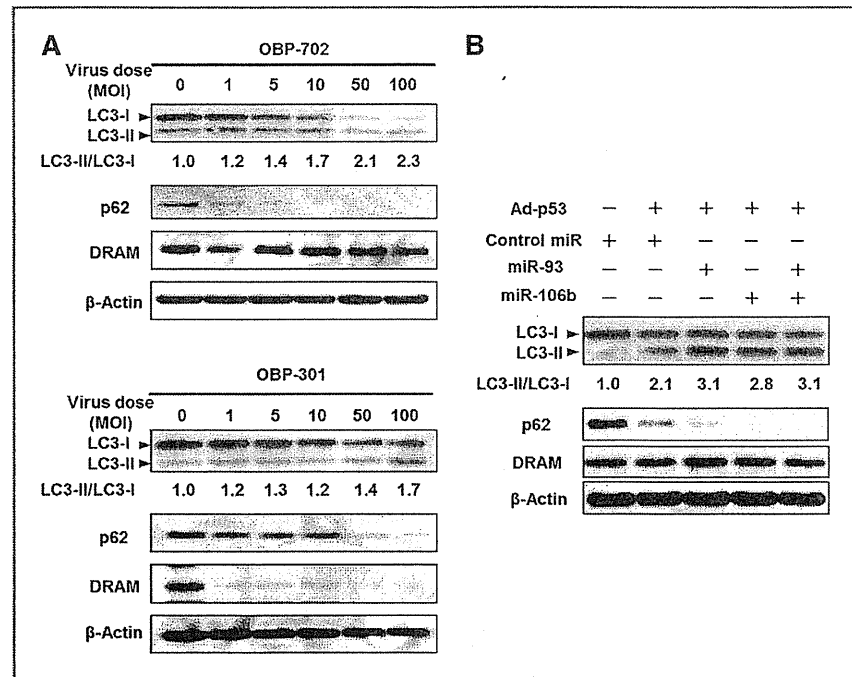 A
OBP-702
Virus dose (MOI) 0 1 5 10 50 100
LC3-I
LC3-II
LC3-II/LC3-I 1.0 1.2 1.4 1.7 2.1 2.3
p62
DRAM
β-Actin
OBP-301
Virus dose (MOI) 0 1 5 10 50 100
LC3-I
LC3-II
LC3-II/LC3-I 1.0 1.2 1.3 1.2 1.4 1.7
p62
DRAM
β-Actin
B
Ad-p53 − + + + +
Control miR + + − − −
miR-93 − − + − +
miR-106b − − − + +
LC3-I
LC3-II
LC3-II/LC3-I 1.0 2.1 3.1 2.8 3.1
p62
DRAM
β-Actin